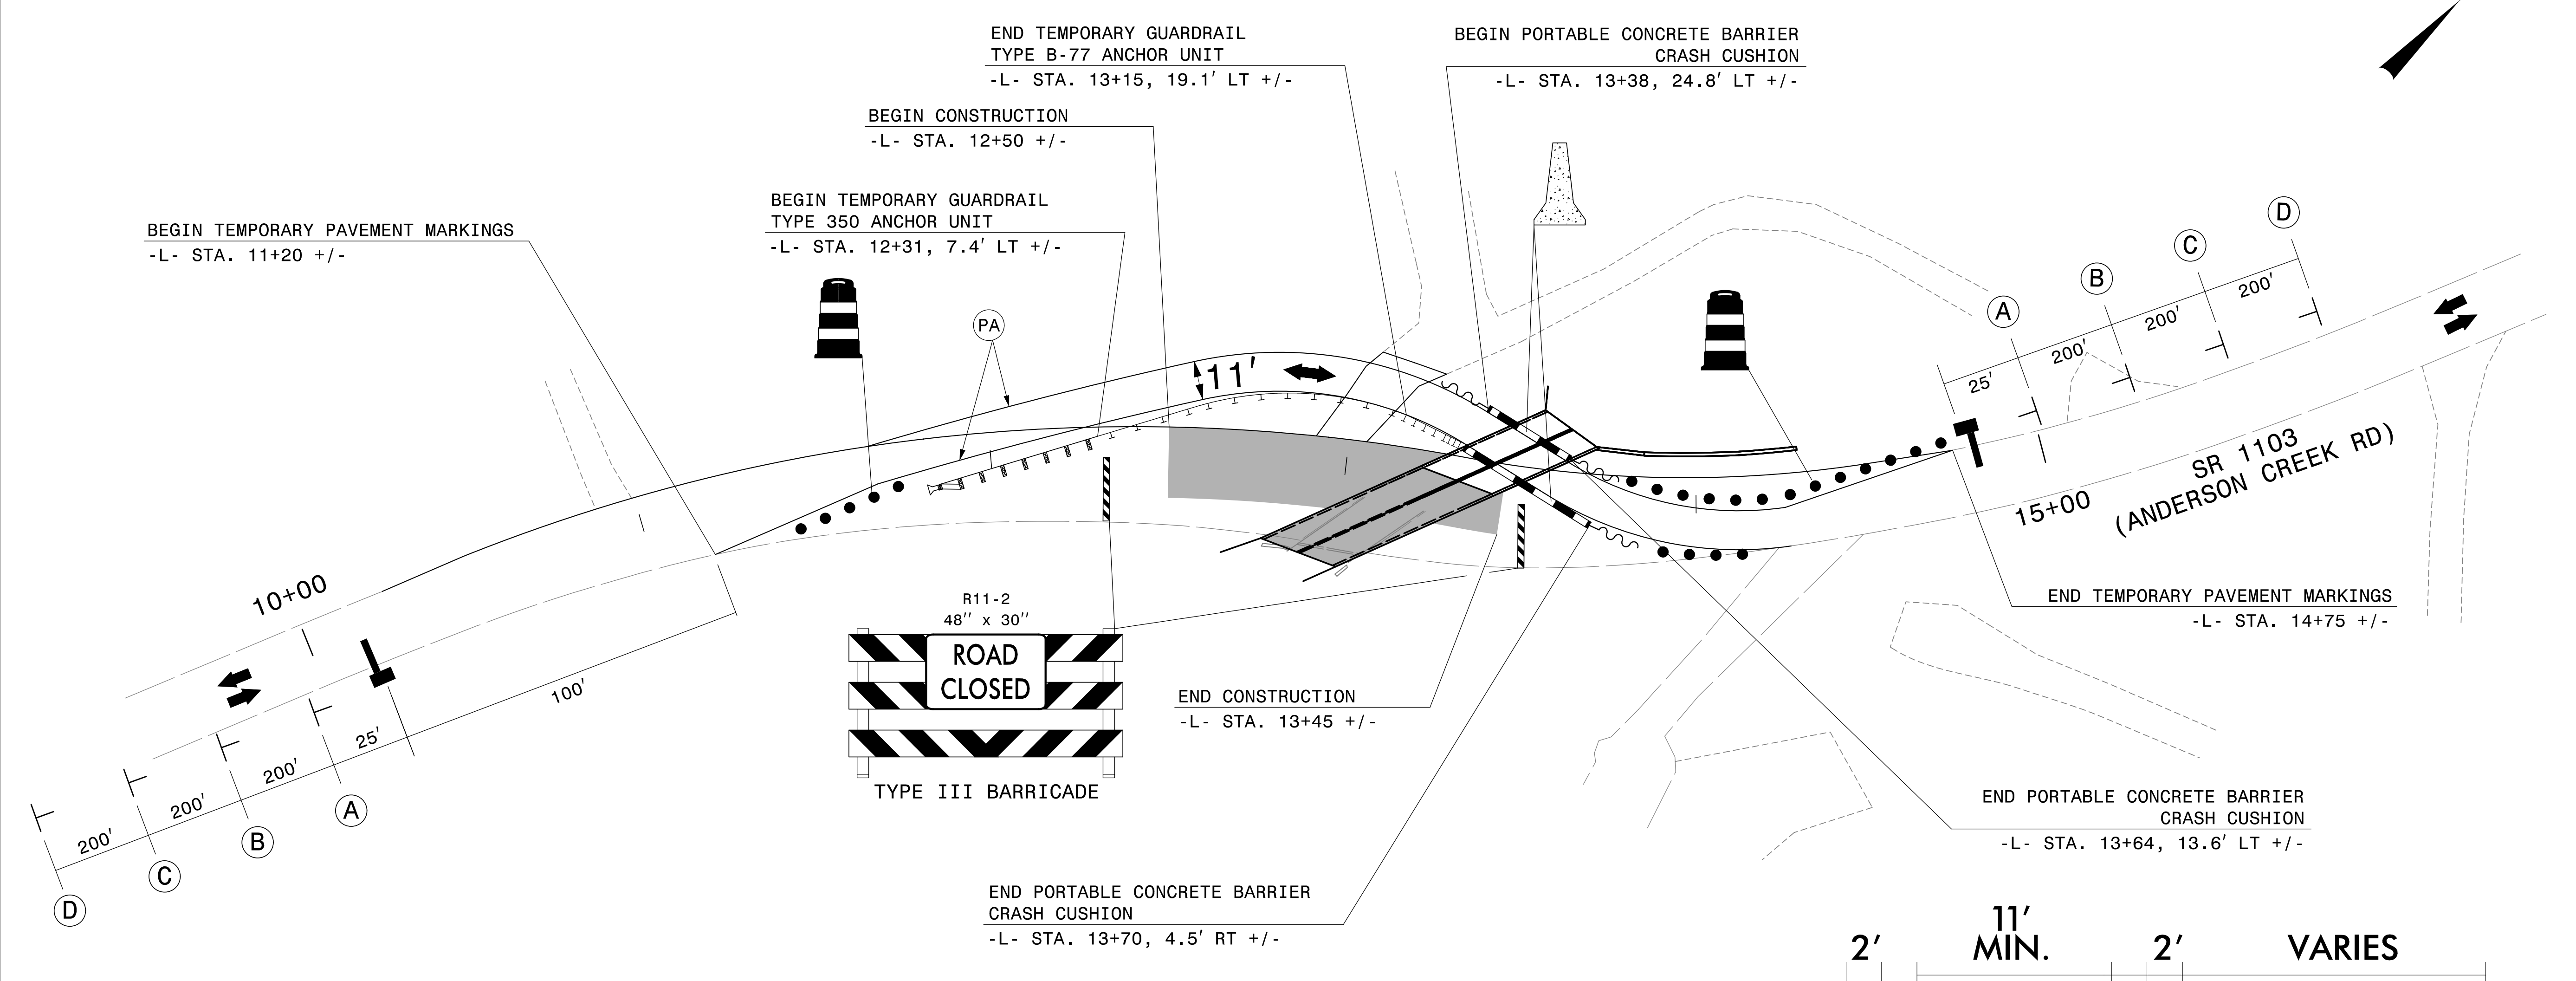 END TEMPORARY GUARDRAIL
TYPE B-77 ANCHOR UNIT
-L- STA. 13+15, 19.1' LT +/-
BEGIN PORTABLE CONCRETE BARRIER
CRASH CUSHION
-L- STA. 13+38, 24.8' LT +/-
BEGIN CONSTRUCTION
-L- STA. 12+50 +/-
BEGIN TEMPORARY GUARDRAIL
TYPE 350 ANCHOR UNIT
-L- STA. 12+31, 7.4' LT +/-
BEGIN TEMPORARY PAVEMENT MARKINGS
-L- STA. 11+20 +/-
PA
11'
D
C
B
A
200'
200'
200'
25'
SR 1103
(ANDERSON CREEK RD)
15+00
10+00
END TEMPORARY PAVEMENT MARKINGS
-L- STA. 14+75 +/-
R11-2
48'' x 30''
ROAD
CLOSED
TYPE III BARRICADE
100'
25'
200'
200'
200'
A
B
C
D
END CONSTRUCTION
-L- STA. 13+45 +/-
END PORTABLE CONCRETE BARRIER
CRASH CUSHION
-L- STA. 13+64, 13.6' LT +/-
END PORTABLE CONCRETE BARRIER
CRASH CUSHION
-L- STA. 13+70, 4.5' RT +/-
2'
11'
MIN.
2'
VARIES